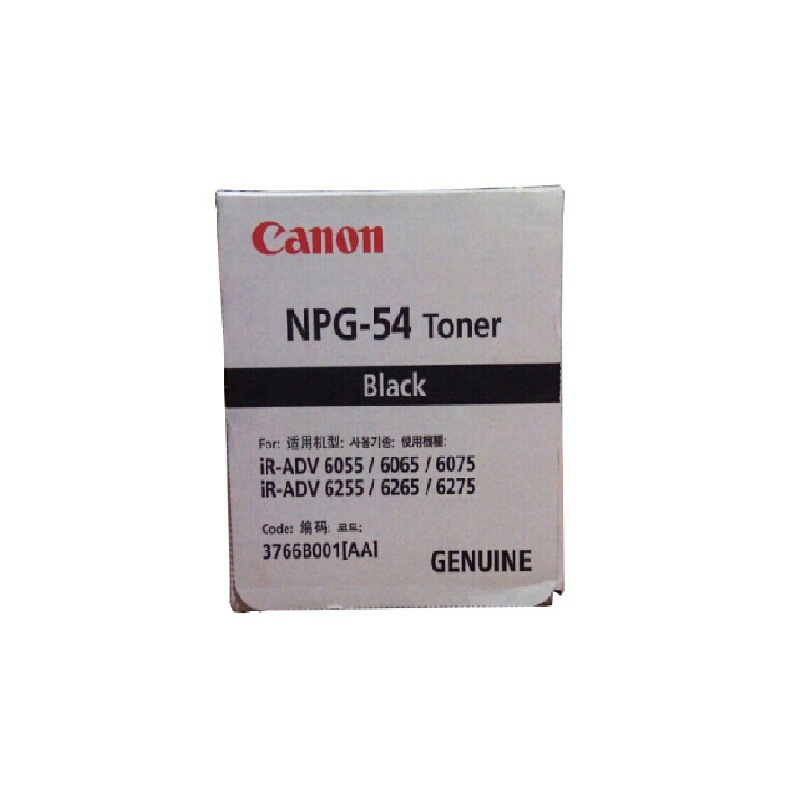 Canon
NPG-54 Toner
Black
For: 适用机型: 사용기종: 使用機種:
iR-ADV 6055 / 6065 / 6075
iR-ADV 6255 / 6265 / 6275
Code: 编码: 코드:
3766B001[AA]
GENUINE